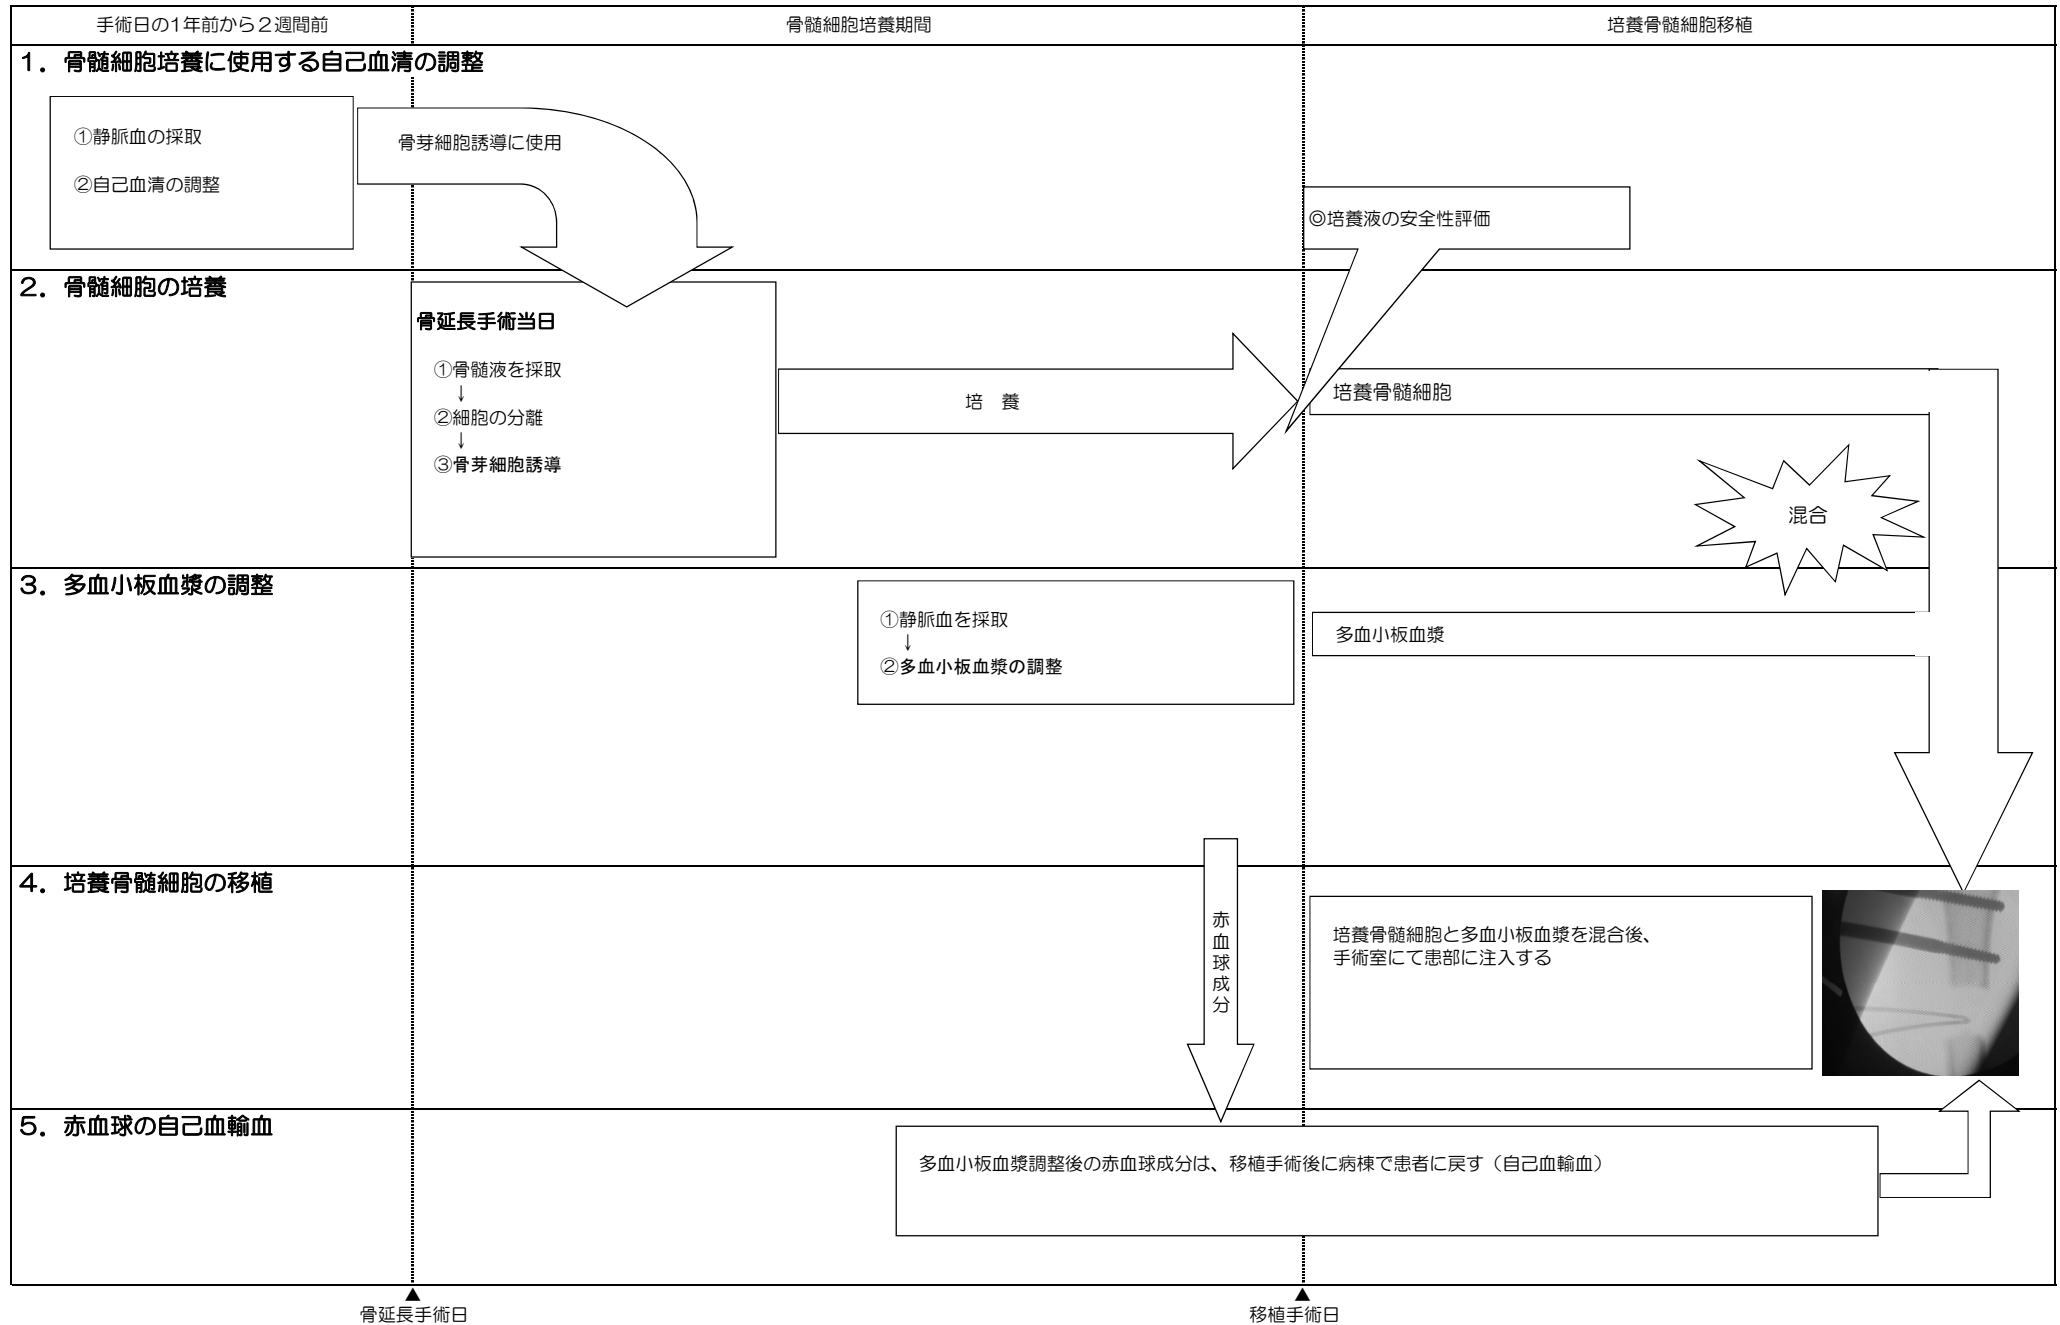 手術日の1年前から２週間前
骨髄細胞培養期間
培養骨髄細胞移植
１．骨髄細胞培養に使用する自己血清の調整
①静脈血の採取
②自己血清の調整
骨芽細胞誘導に使用
◎培養液の安全性評価
２．骨髄細胞の培養
骨延長手術当日
①骨髄液を採取
↓
②細胞の分離
↓
③骨芽細胞誘導
培　養
培養骨髄細胞
混合
３．多血小板血漿の調整
①静脈血を採取
↓
②多血小板血漿の調整
多血小板血漿
４．培養骨髄細胞の移植
赤血球成分
培養骨髄細胞と多血小板血漿を混合後、
手術室にて患部に注入する
５．赤血球の自己血輸血
多血小板血漿調整後の赤血球成分は、移植手術後に病棟で患者に戻す（自己血輸血）
▲
骨延長手術日
▲
移植手術日